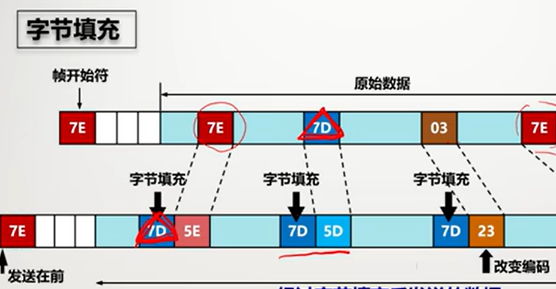 字节填充
帧开始符
原始数据
7E 7E 7D 03 7E
字节填充 字节填充 字节填充
7E 7D 5E 7D 5D 7D 23
发送在前 改变编码